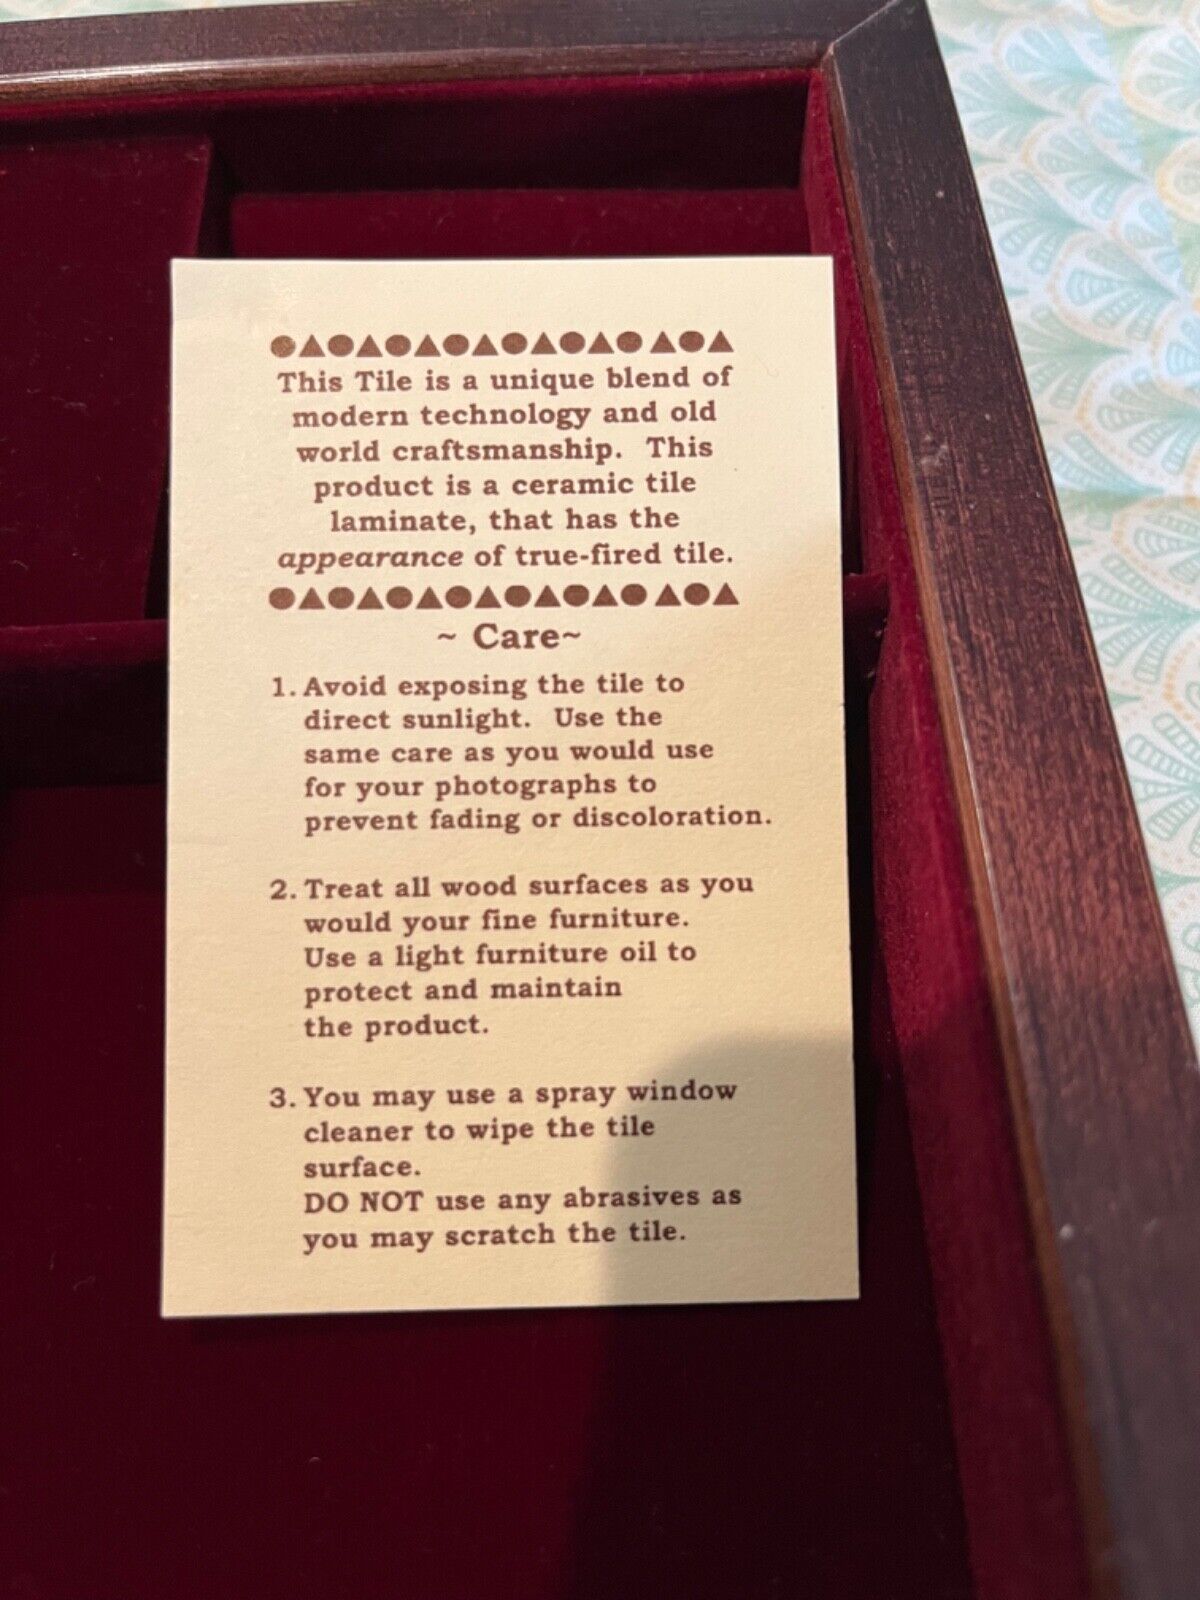 This Tile is a unique blend of
modern technology and old
world craftsmanship. This
product is a ceramic tile
laminate, that has the
appearance of true-fired tile.
~ Care~
1. Avoid exposing the tile to
direct sunlight. Use the
same care as you would use
for your photographs to
prevent fading or discoloration.
2. Treat all wood surfaces as you
would your fine furniture.
Use a light furniture oil to
protect and maintain
the product.
3. You may use a spray window
cleaner to wipe the tile
surface.
DO NOT use any abrasives as
you may scratch the tile.